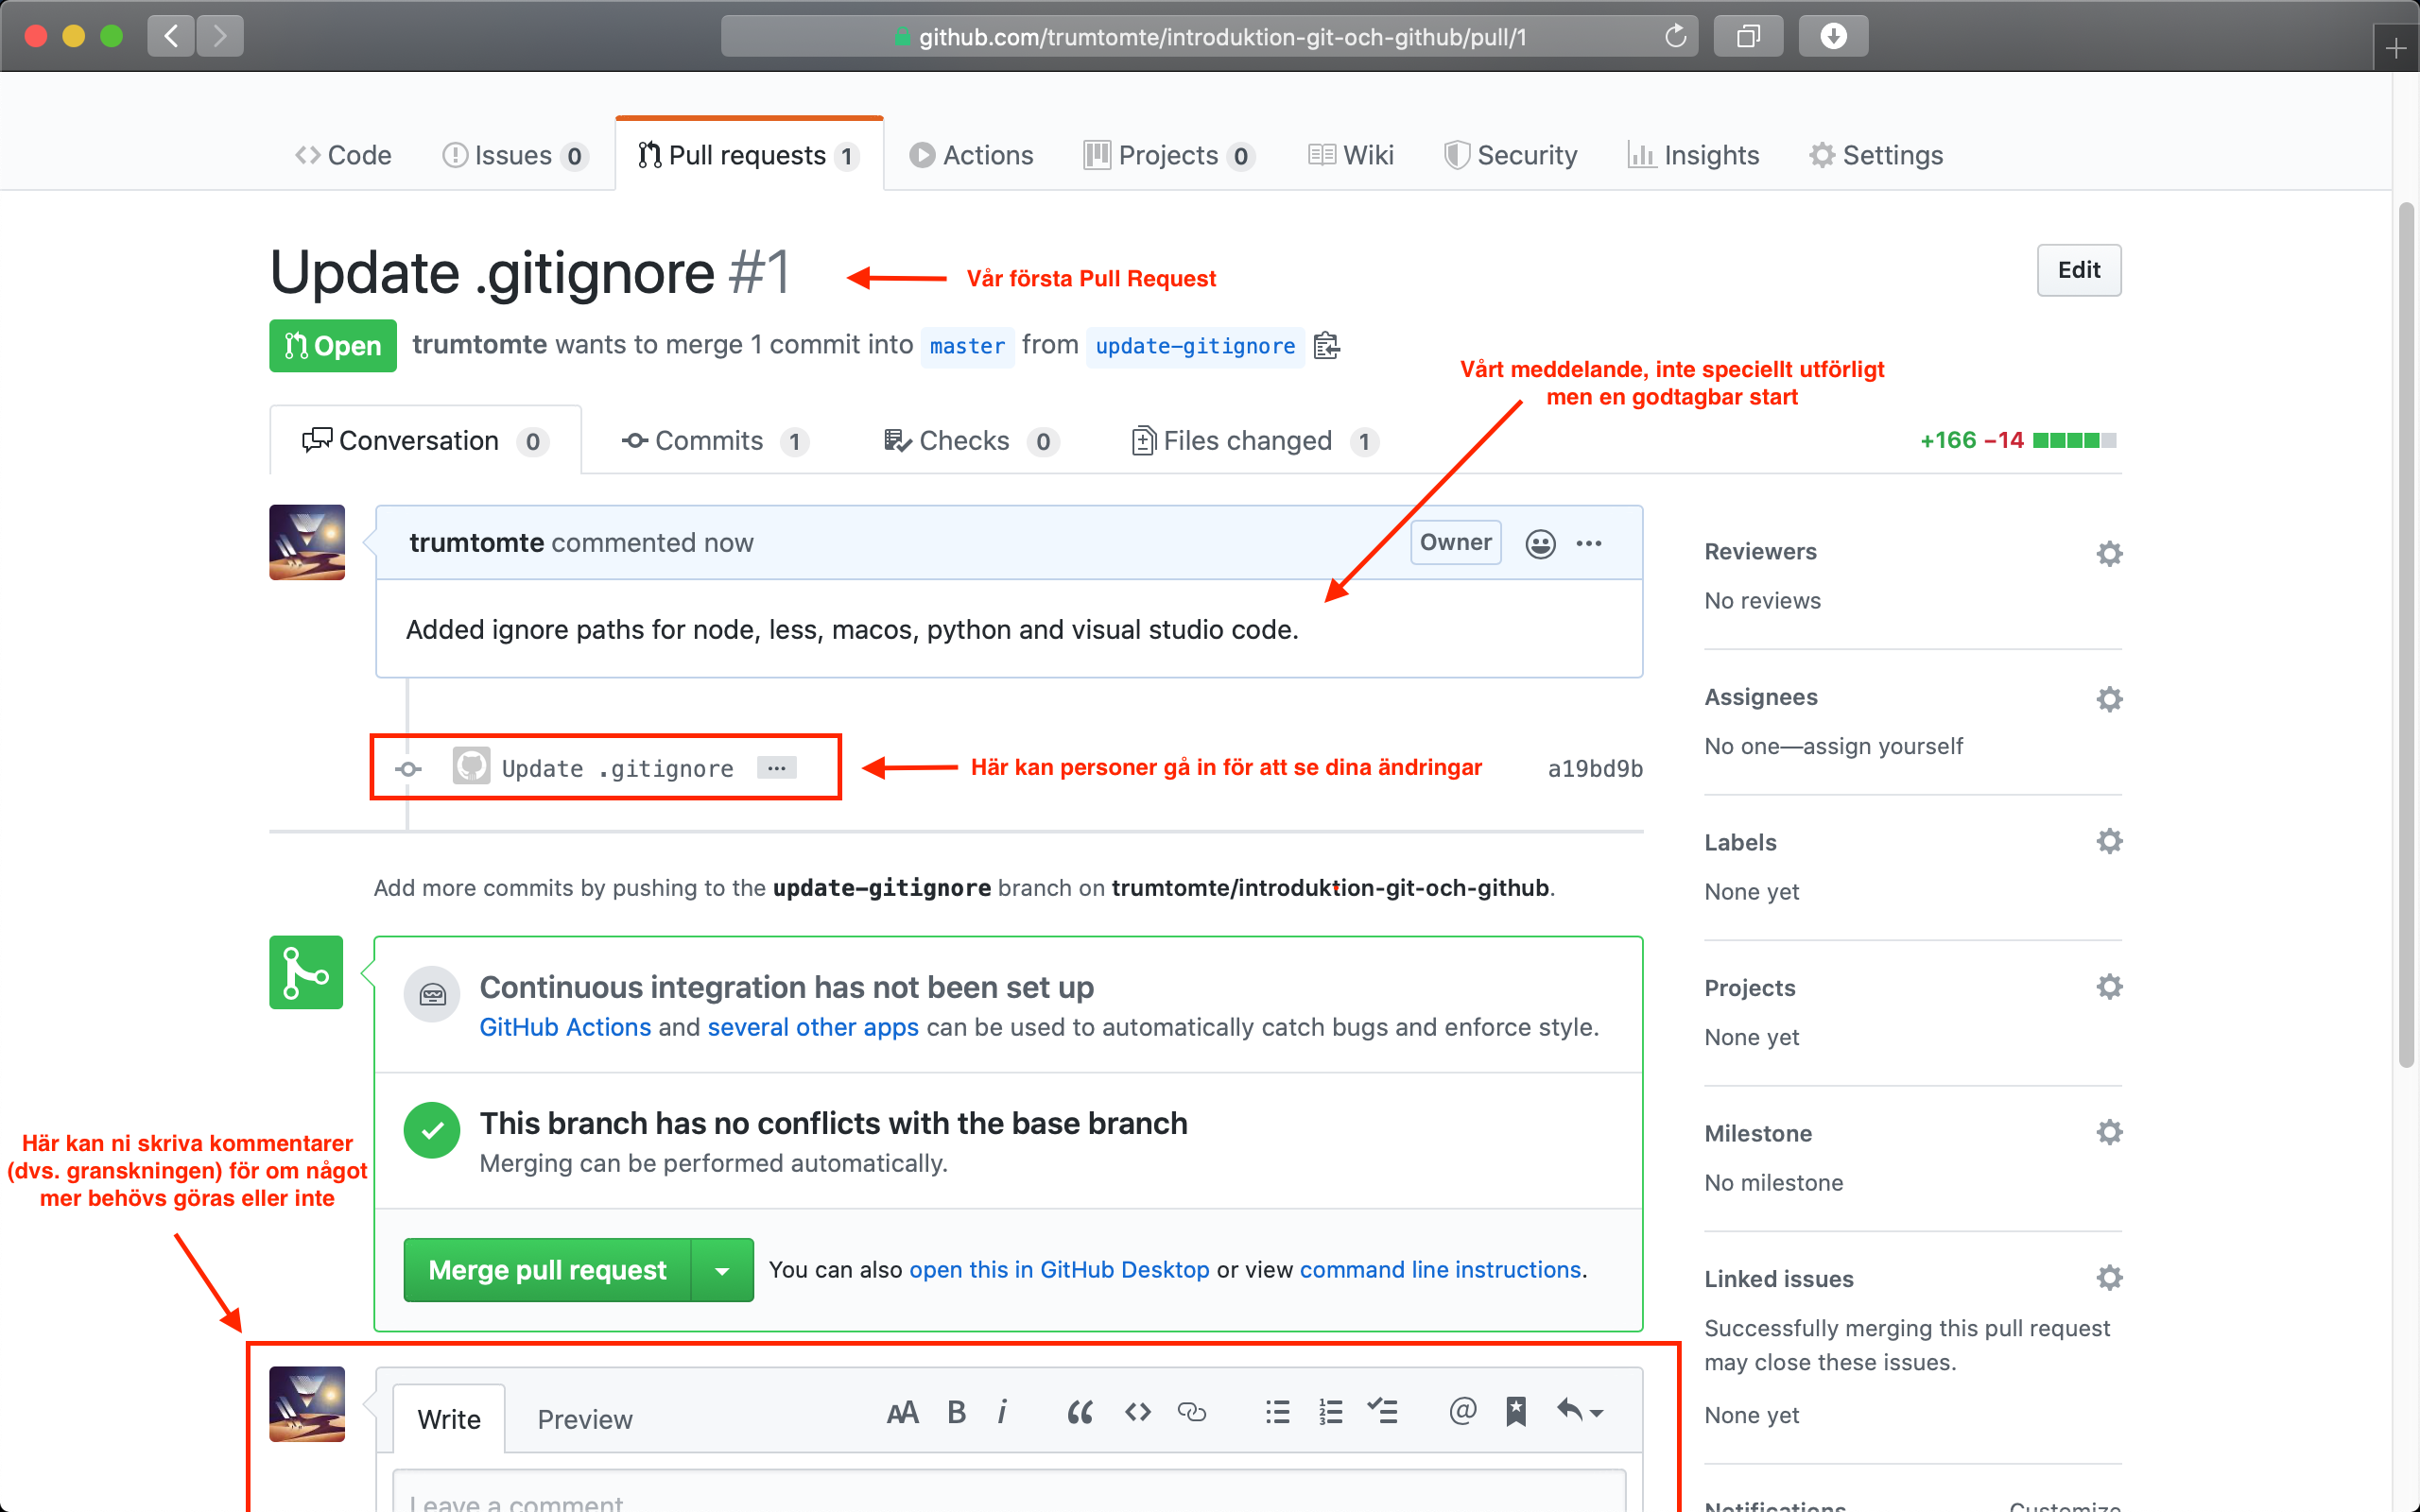 github.com/trumtomte/introduktion-git-och-github/pull/1
Code
Issues 0
Pull requests 1
Actions
Projects 0
Wiki
Security
Insights
Settings
Update .gitignore #1
Vår första Pull Request
Edit
Open
trumtomte wants to merge 1 commit into master from update-gitignore
Vårt meddelande, inte speciellt utförligt
men en godtagbar start
Conversation 0
Commits 1
Checks 0
Files changed 1
+166 −14
trumtomte commented now
Owner
Added ignore paths for node, less, macos, python and visual studio code.
Reviewers
No reviews
Assignees
No one—assign yourself
Update .gitignore
Här kan personer gå in för att se dina ändringar
a19bd9b
Labels
None yet
Add more commits by pushing to the update-gitignore branch on trumtomte/introduktion-git-och-github.
Projects
None yet
Continuous integration has not been set up
GitHub Actions and several other apps can be used to automatically catch bugs and enforce style.
This branch has no conflicts with the base branch
Merging can be performed automatically.
Milestone
No milestone
Här kan ni skriva kommentarer
(dvs. granskningen) för om något
mer behövs göras eller inte
Merge pull request
You can also open this in GitHub Desktop or view command line instructions.
Linked issues
Successfully merging this pull request
may close these issues.
None yet
Write
Preview
Leave a comment
Notifications
Customize